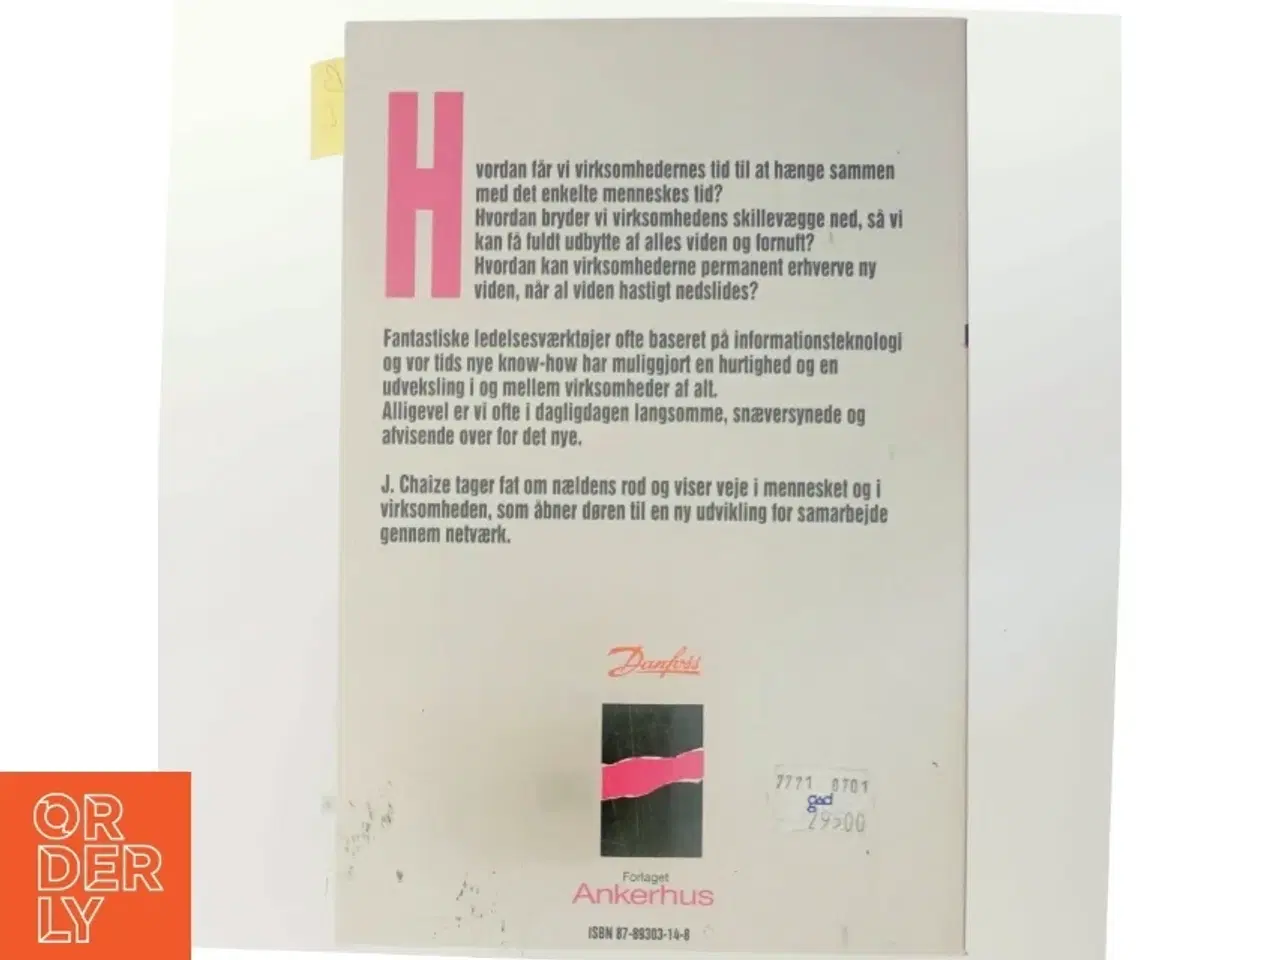 Hvordan får vi virksomhedernes tid til at hænge sammen
med det enkelte menneskes tid?
Hvordan bryder vi virksomhedens skillevægge ned, så vi
kan få fuldt udbytte af alles viden og fornuft?
Hvordan kan virksomhederne permanent erhverve ny
viden, når al viden hastigt nedslides?
Fantastiske ledelsesværktøjer ofte baseret på informationsteknologi
og vor tids nye know-how har muliggjort en hurtighed og en
udveksling i og mellem virksomheder af alt.
Alligevel er vi ofte i dagligdagen langsomme, snæversynede og
afvisende over for det nye.
J. Chaize tager fat om nældens rod og viser veje i mennesket og i
virksomheden, som åbner døren til en ny udvikling for samarbejde
gennem netværk.
Danfoss
7771 0701
gad
Forlaget
Ankerhus
ISBN 87-89303-14-8
ORDERLY